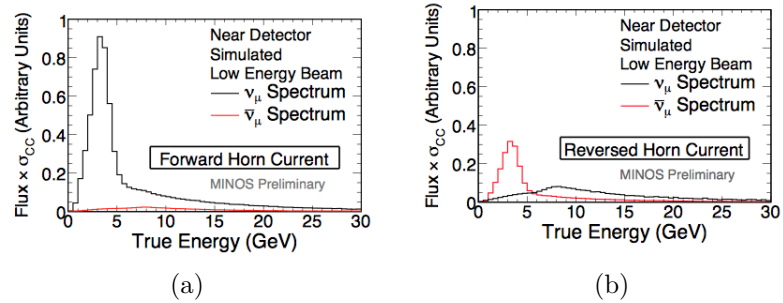 Flux × σCC (Arbitrary Units)
1
0.8
0.6
0.4
0.2
0
Near Detector
Simulated
Low Energy Beam
νμ Spectrum
ν̅μ Spectrum
Forward Horn Current
MINOS Preliminary
0 5 10 15 20 25 30
True Energy (GeV)
(a)
Flux × σCC (Arbitrary Units)
1
0.8
0.6
0.4
0.2
0
Near Detector
Simulated
Low Energy Beam
νμ Spectrum
ν̅μ Spectrum
Reversed Horn Current
MINOS Preliminary
0 5 10 15 20 25 30
True Energy (GeV)
(b)